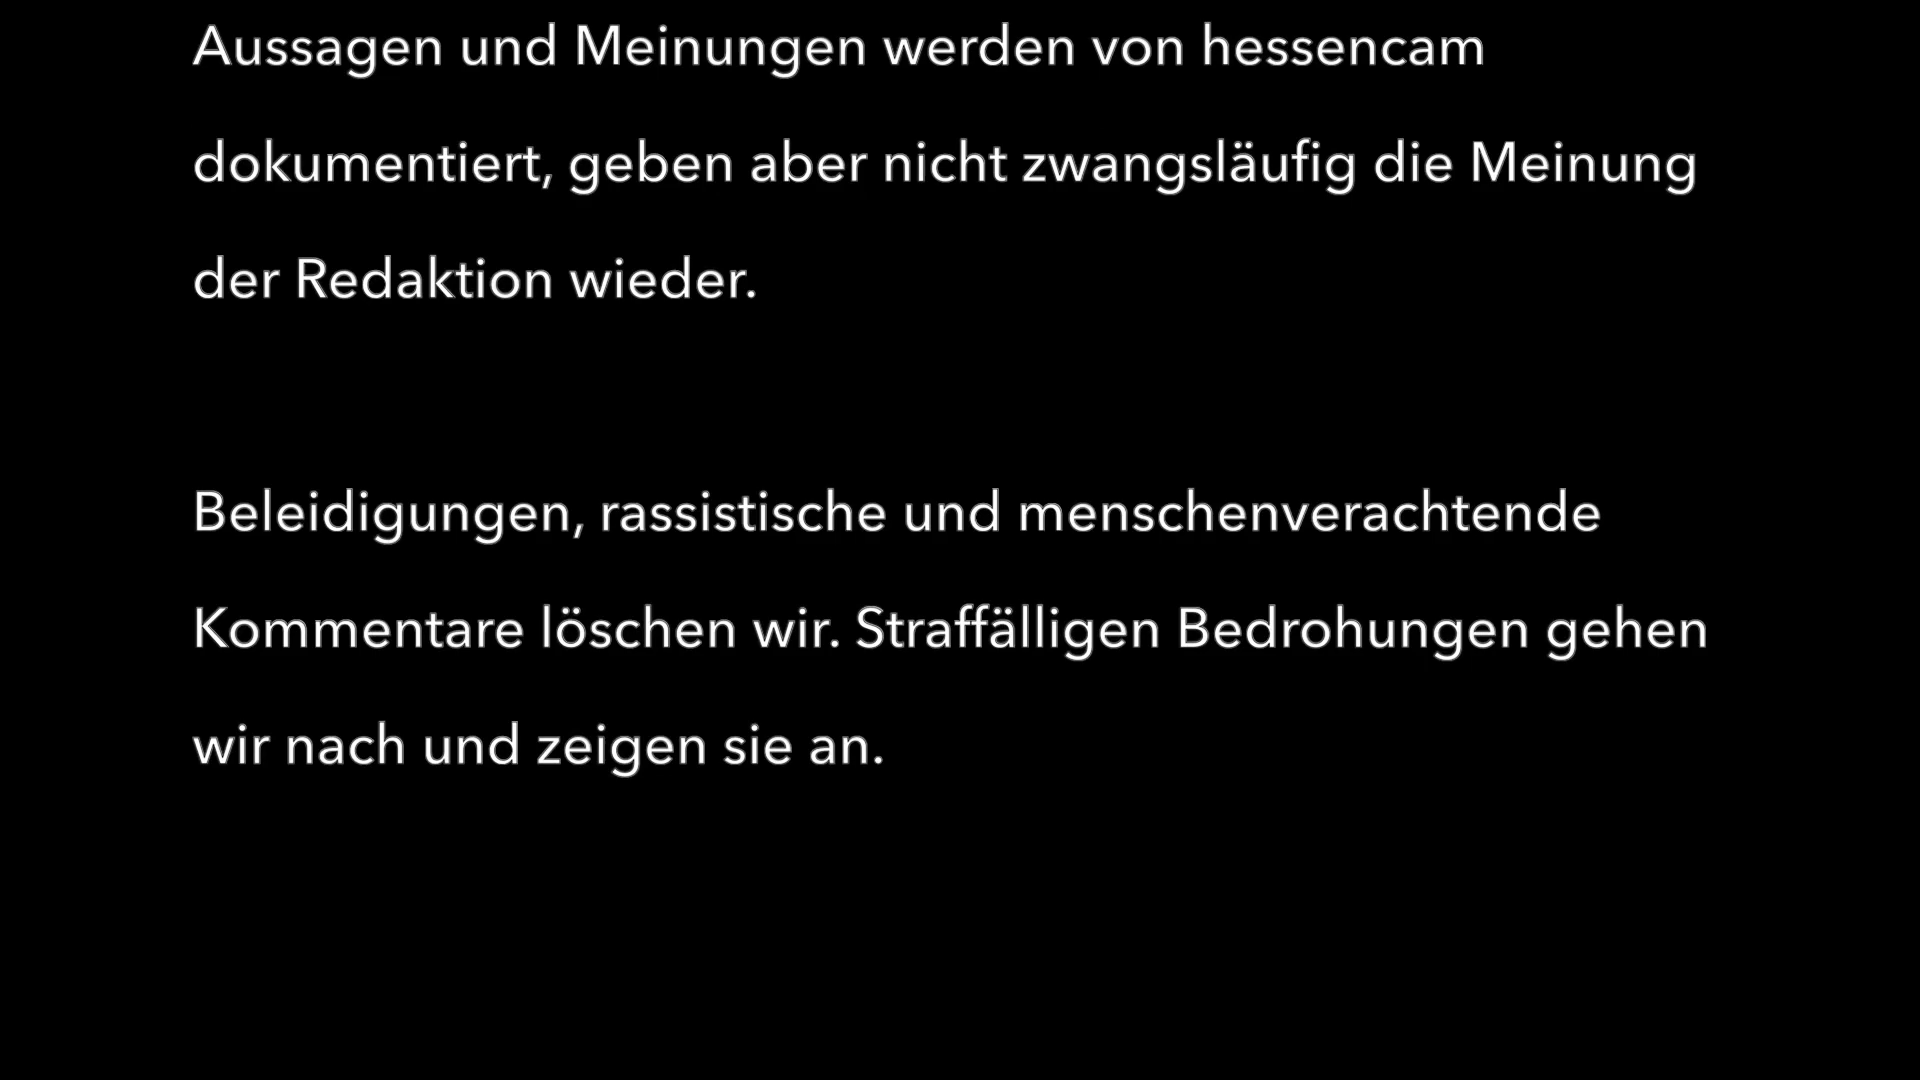 Aussagen und Meinungen werden von hessencam
dokumentiert, geben aber nicht zwangsläufig die Meinung
der Redaktion wieder.
Beleidigungen, rassistische und menschenverachtende
Kommentare löschen wir. Straffälligen Bedrohungen gehen
wir nach und zeigen sie an.